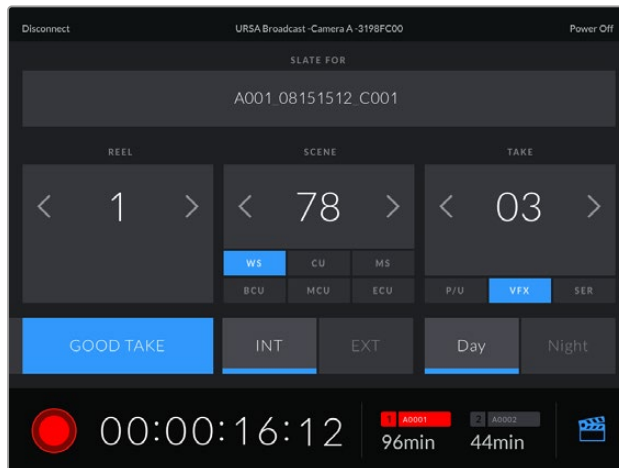 Disconnect URSA Broadcast -Camera A -3198FC00 Power Off
SLATE FOR
A001_08151512_C001
REEL SCENE TAKE
< 1 > < 78 > < 03 >
WS CU MS
BCU MCU ECU P/U VFX SER
GOOD TAKE INT EXT Day Night
1 A0001 2 A0002
00:00:16:12 96min 44min